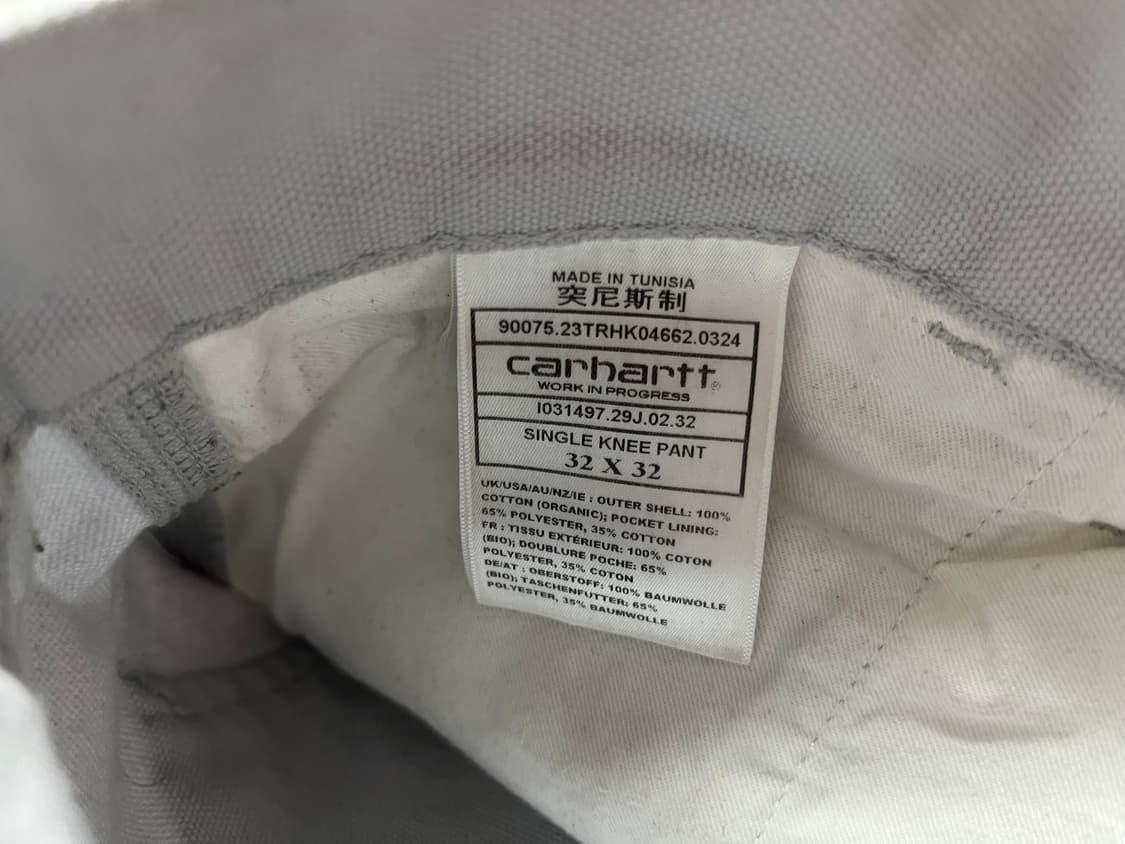 MADE IN TUNISIA
突尼斯制
90075.23TRHK04662.0324
carhartt®
WORK IN PROGRESS
I031497.29J.02.32
SINGLE KNEE PANT
32 X 32
UK/USA/AU/NZ/IE : OUTER SHELL: 100%
COTTON (ORGANIC); POCKET LINING:
65% POLYESTER, 35% COTTON
FR : TISSU EXTÉRIEUR: 100% COTON
(BIO); DOUBLURE POCHE: 65%
POLYESTER, 35% COTON
DE/AT : OBERSTOFF: 100% BAUMWOLLE
(BIO); TASCHENFUTTER: 65%
POLYESTER, 35% BAUMWOLLE